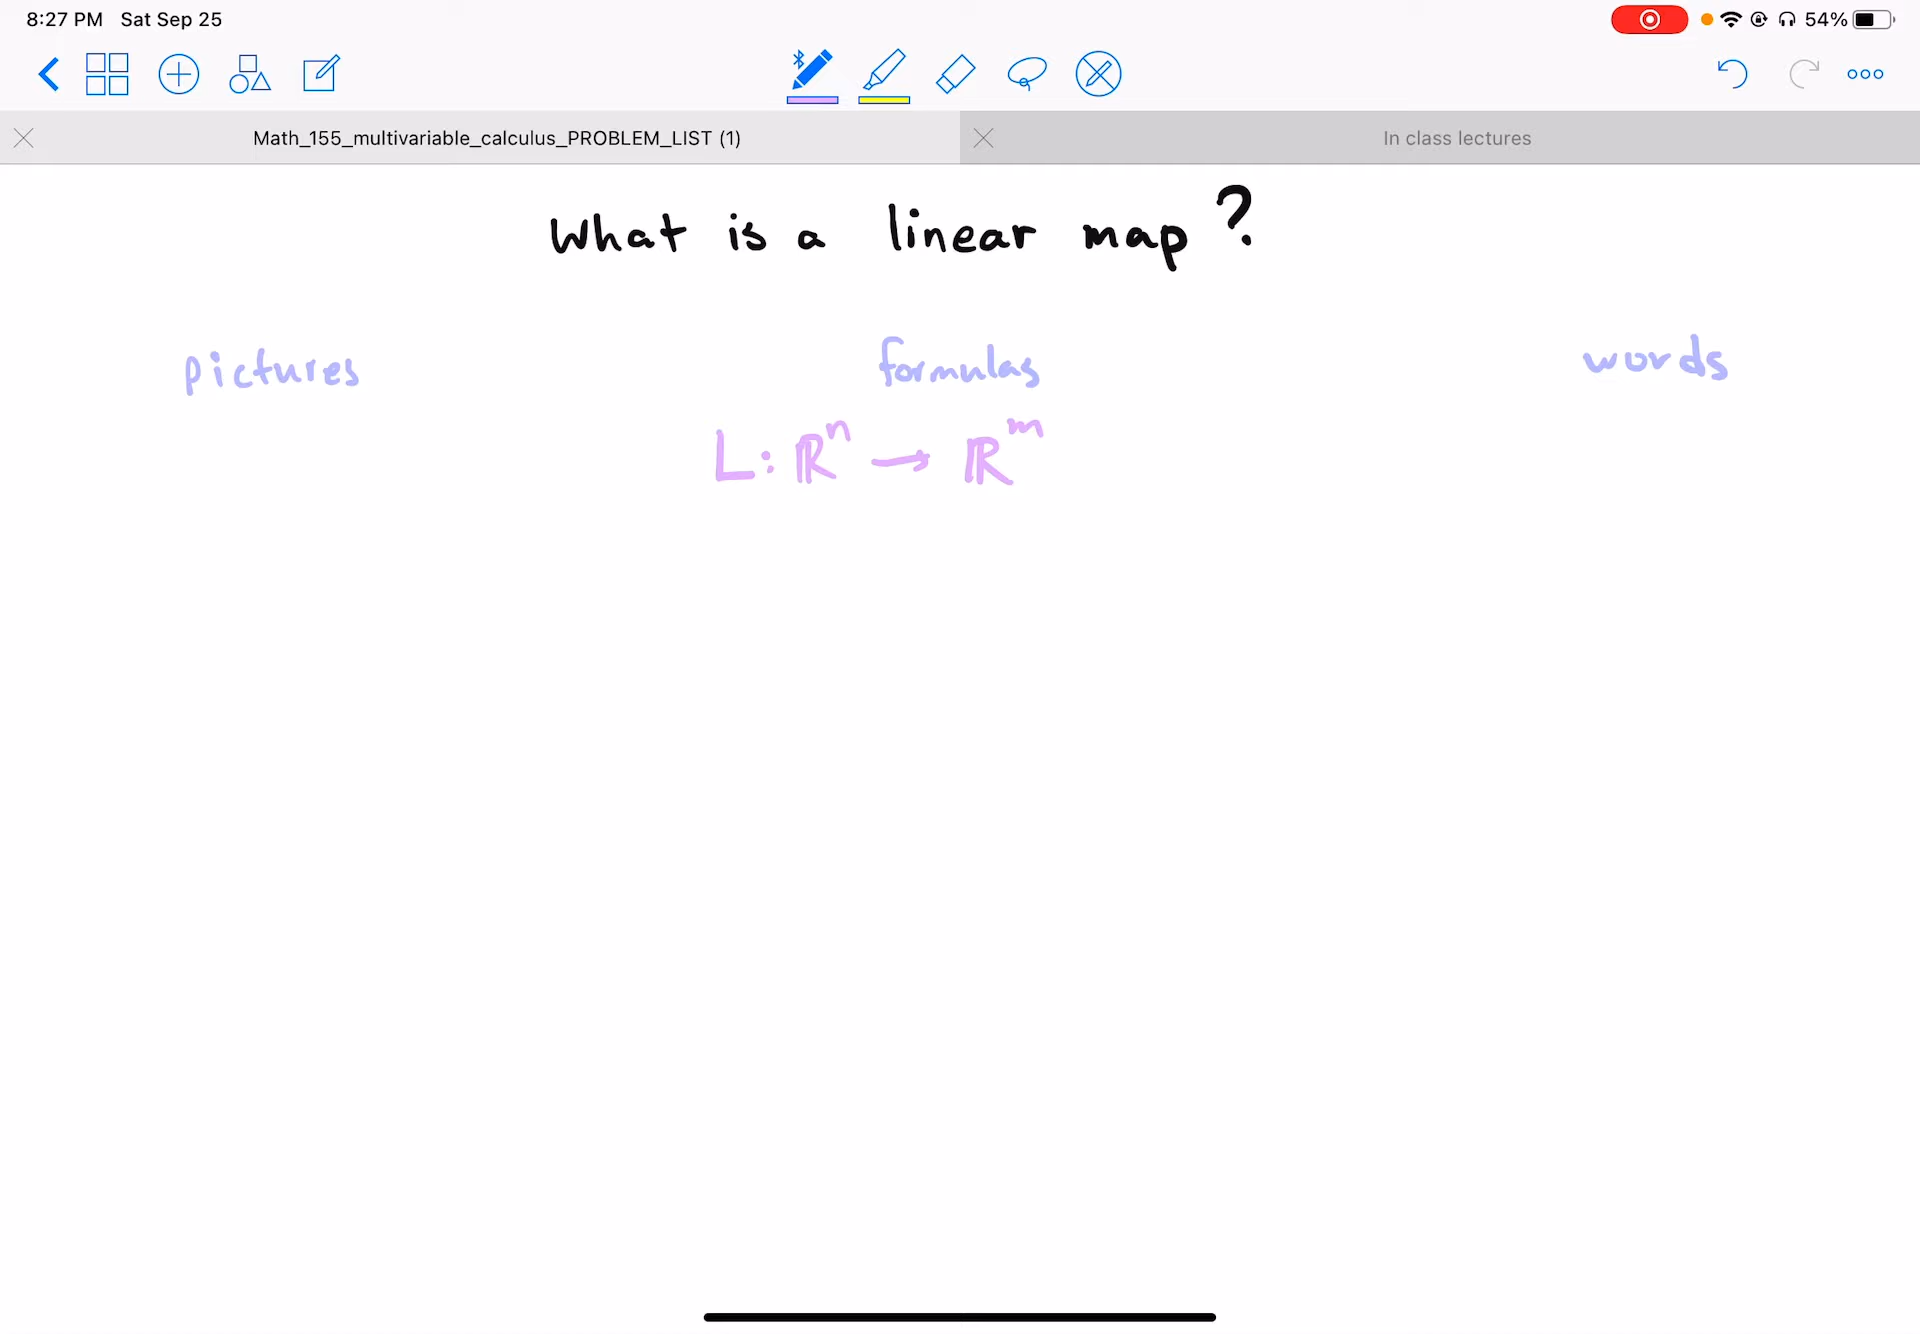 8:27 PM Sat Sep 25 54%
Math_155_multivariable_calculus_PROBLEM_LIST (1) In class lectures
What is a linear map?
pictures formulas words
L: ℝⁿ → ℝᵐ